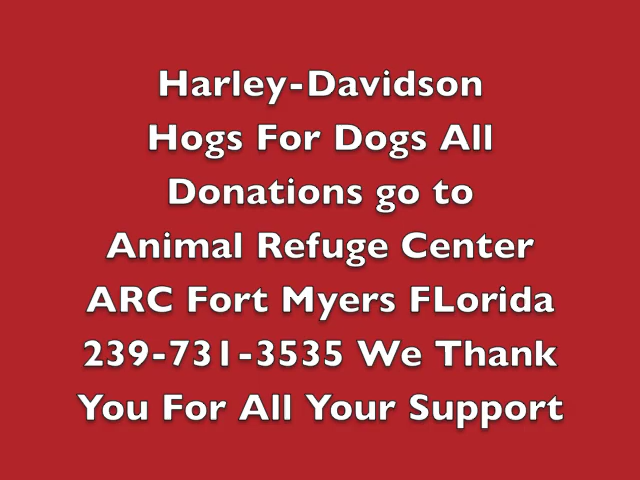 Harley-Davidson
Hogs For Dogs All
Donations go to
Animal Refuge Center
ARC Fort Myers FLorida
239-731-3535 We Thank
You For All Your Support